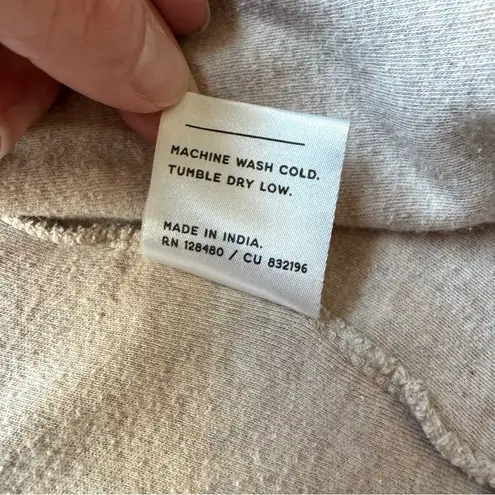 MACHINE WASH COLD.
TUMBLE DRY LOW.
MADE IN INDIA.
RN 128480 / CU 832196